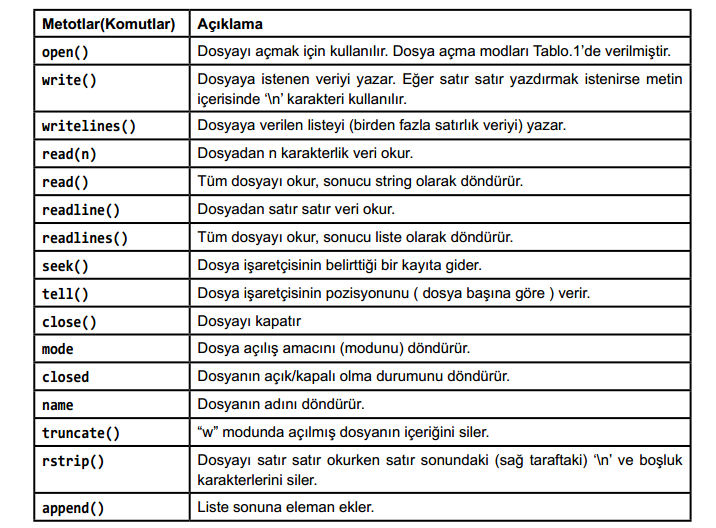 Metotlar(Komutlar) Açıklama
open() Dosyayı açmak için kullanılır. Dosya açma modları Tablo.1’de verilmiştir.
write() Dosyaya istenen veriyi yazar. Eğer satır satır yazdırmak istenirse metin
içerisinde ‘\n’ karakteri kullanılır.
writelines() Dosyaya verilen listeyi (birden fazla satırlık veriyi) yazar.
read(n) Dosyadan n karakterlik veri okur.
read() Tüm dosyayı okur, sonucu string olarak döndürür.
readline() Dosyadan satır satır veri okur.
readlines() Tüm dosyayı okur, sonucu liste olarak döndürür.
seek() Dosya işaretçisinin belirttiği bir kayıta gider.
tell() Dosya işaretçisinin pozisyonunu ( dosya başına göre ) verir.
close() Dosyayı kapatır
mode Dosya açılış amacını (modunu) döndürür.
closed Dosyanın açık/kapalı olma durumunu döndürür.
name Dosyanın adını döndürür.
truncate() “w” modunda açılmış dosyanın içeriğini siler.
rstrip() Dosyayı satır satır okurken satır sonundaki (sağ taraftaki) ‘\n’ ve boşluk
karakterlerini siler.
append() Liste sonuna eleman ekler.